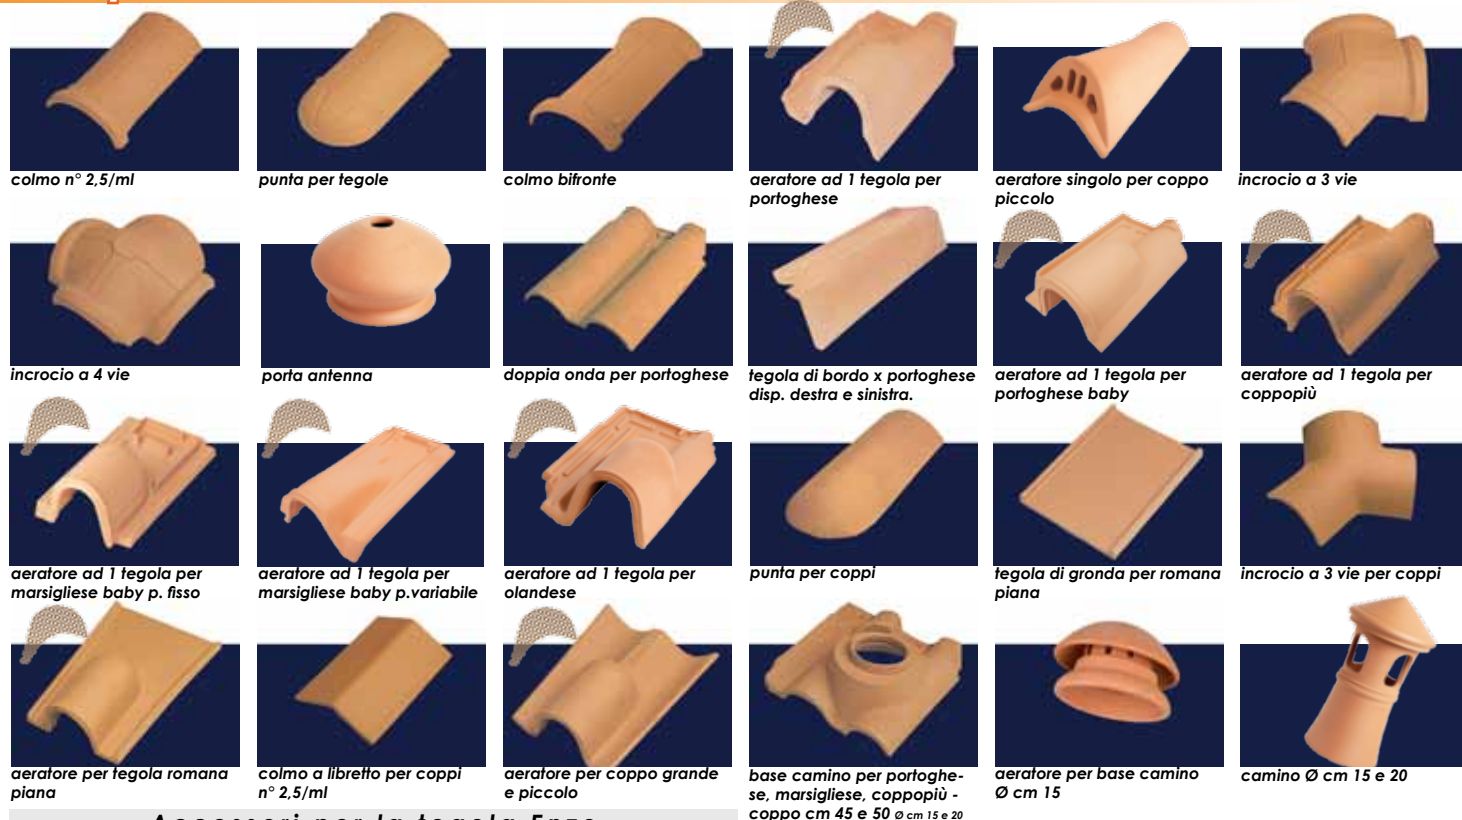 colmo n° 2,5/ml
punta per tegole
colmo bifronte
aeratore ad 1 tegola per
portoghese
aeratore singolo per coppo
piccolo
incrocio a 3 vie
incrocio a 4 vie
porta antenna
doppia onda per portoghese
tegola di bordo x portoghese
disp. destra e sinistra.
aeratore ad 1 tegola per
portoghese baby
aeratore ad 1 tegola per
coppopiù
aeratore ad 1 tegola per
marsigliese baby p. fisso
aeratore ad 1 tegola per
marsigliese baby p.variabile
aeratore ad 1 tegola per
olandese
punta per coppi
tegola di gronda per romana
piana
incrocio a 3 vie per coppi
aeratore per tegola romana
piana
colmo a libretto per coppi
n° 2,5/ml
aeratore per coppo grande
e piccolo
base camino per portoghe-
se, marsigliese, coppopiù -
coppo cm 45 e 50 Ø cm 15 e 20
aeratore per base camino
Ø cm 15
camino Ø cm 15 e 20
Accessori per la tegola Enzo